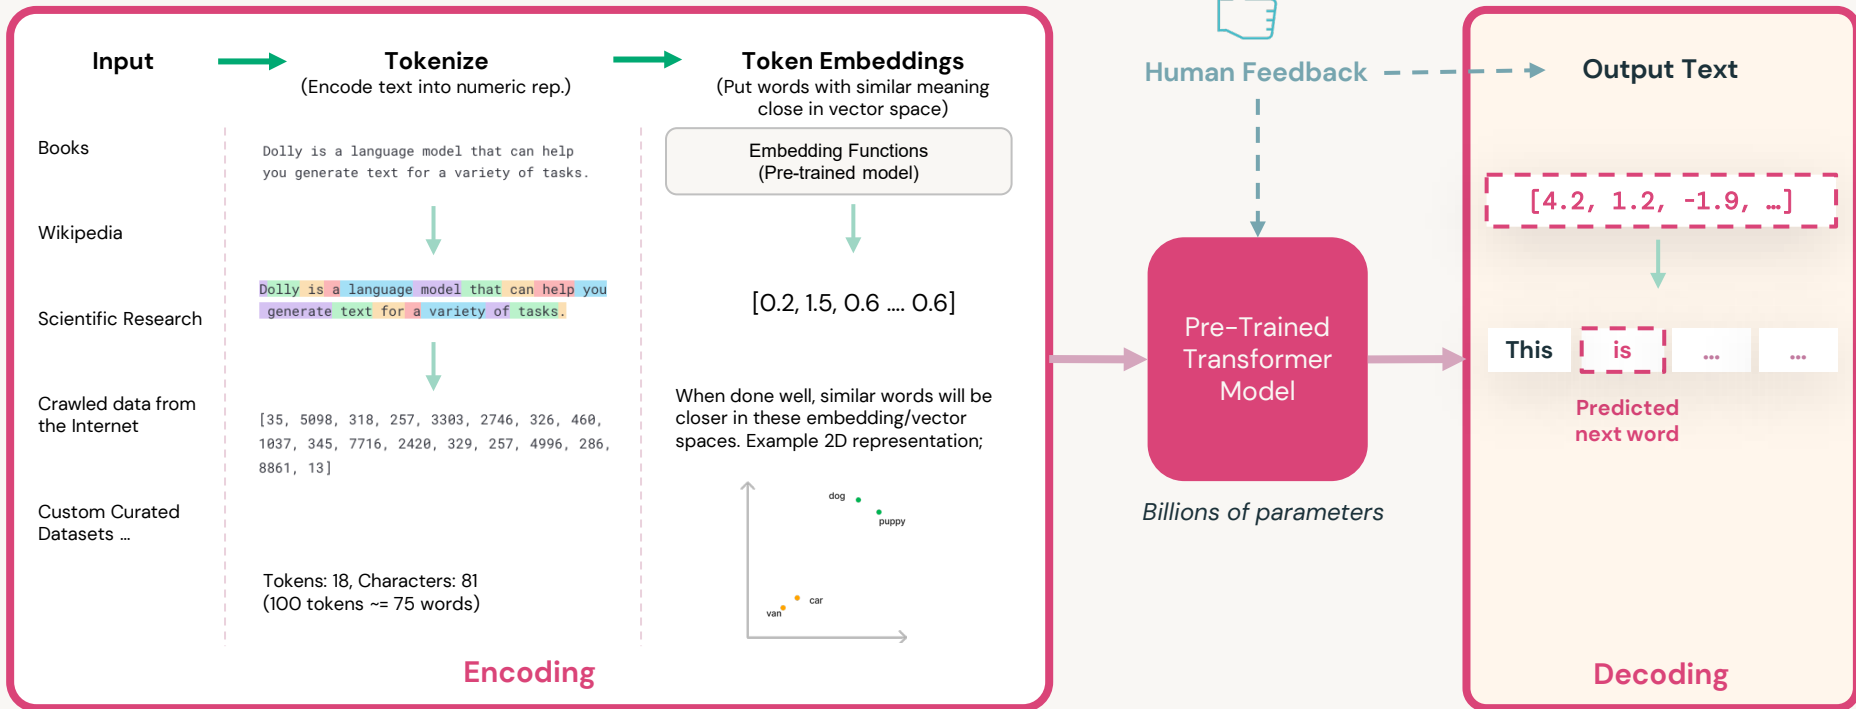 Input
Books
Wikipedia
Scientific Research
Crawled data from
the Internet
Custom Curated
Datasets ...
Tokenize
(Encode text into numeric rep.)
Dolly is a language model that can help
you generate text for a variety of tasks.
Dolly is a language model that can help you
generate text for a variety of tasks.
[35, 5098, 318, 257, 3303, 2746, 326, 460,
1037, 345, 7716, 2420, 329, 257, 4996, 286,
8861, 13]
Tokens: 18, Characters: 81
(100 tokens ~= 75 words)
Token Embeddings
(Put words with similar meaning
close in vector space)
Embedding Functions
(Pre-trained model)
[0.2, 1.5, 0.6 .... 0.6]
When done well, similar words will be
closer in these embedding/vector
spaces. Example 2D representation;
dog
puppy
car
van
Encoding
Human Feedback
Pre-Trained
Transformer
Model
Billions of parameters
Output Text
[4.2, 1.2, -1.9, …]
This is ... ...
Predicted
next word
Decoding